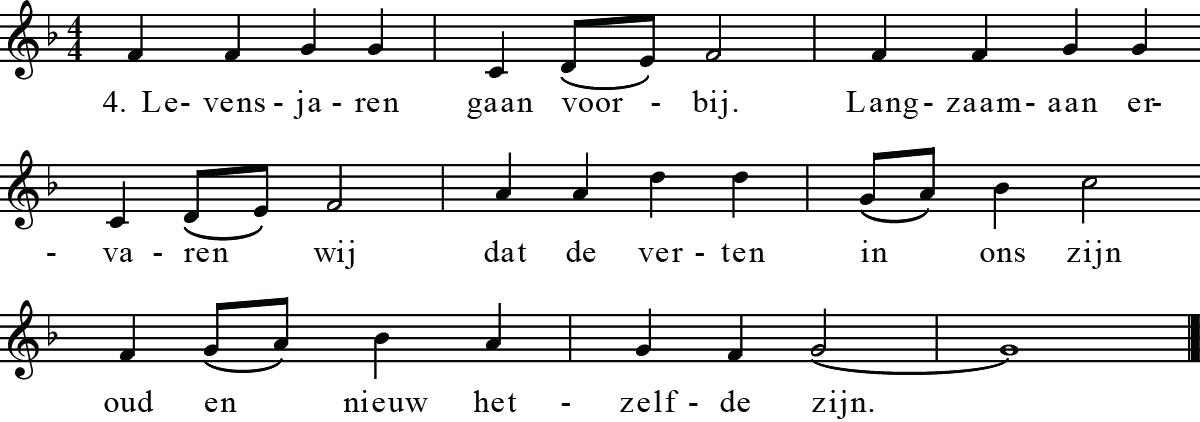 4. Le- vens - ja - ren gaan voor - bij. Lang- zaam- aan er-
- va - ren wij dat de ver - ten in ons zijn
oud en nieuw het - zelf - de zijn.